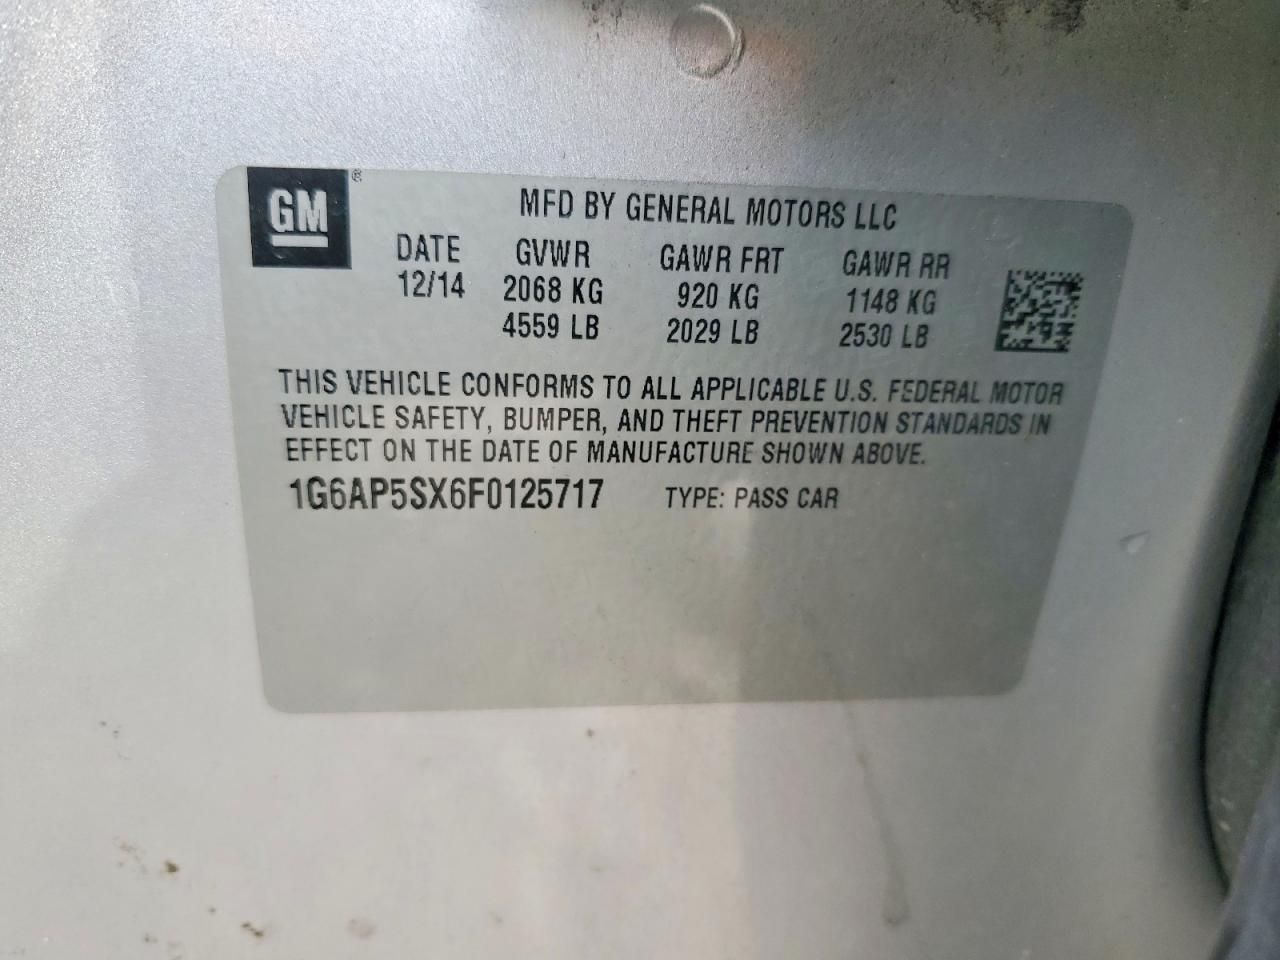 GM®
MFD BY GENERAL MOTORS LLC
DATE GVWR GAWR FRT GAWR RR
12/14 2068 KG 920 KG 1148 KG
4559 LB 2029 LB 2530 LB
THIS VEHICLE CONFORMS TO ALL APPLICABLE U.S. FEDERAL MOTOR
VEHICLE SAFETY, BUMPER, AND THEFT PREVENTION STANDARDS IN
EFFECT ON THE DATE OF MANUFACTURE SHOWN ABOVE.
1G6AP5SX6F0125717 TYPE: PASS CAR